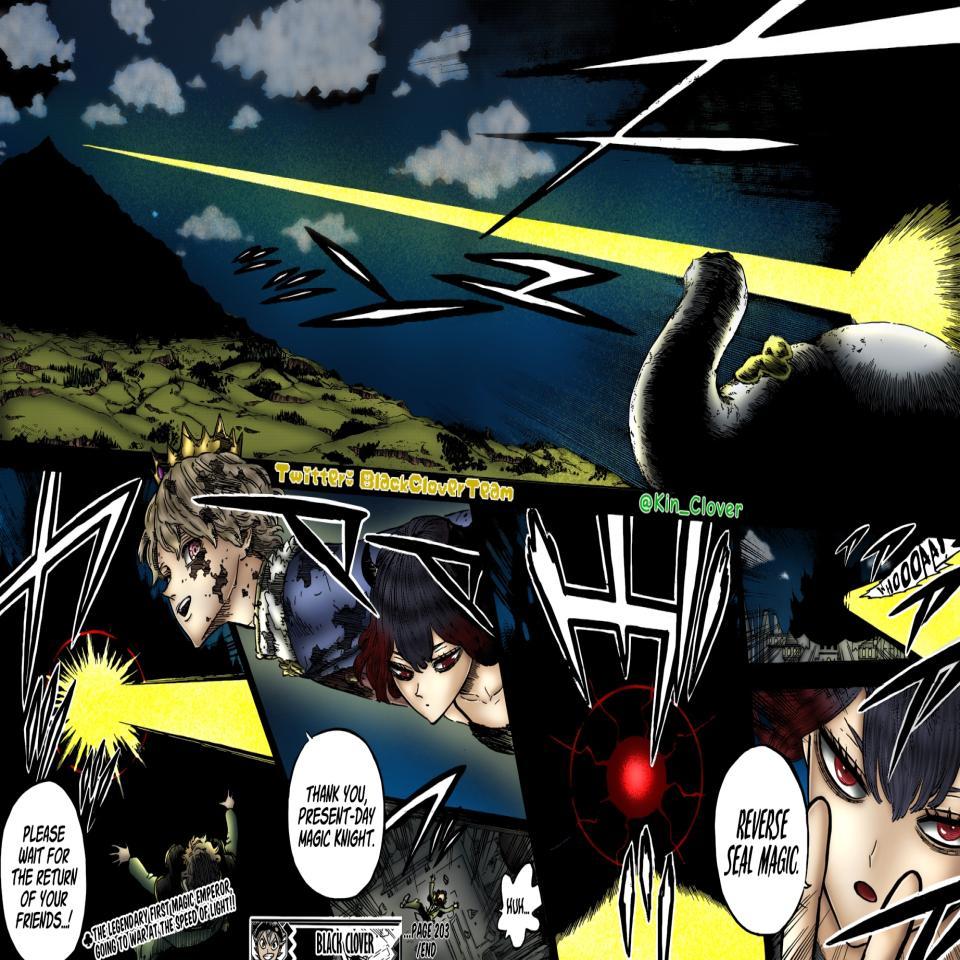 Twitter: BlackCloverTeam
@Kin_Clover
WHOOOAA!
REVERSE
SEAL MAGIC.
THANK YOU,
PRESENT-DAY
MAGIC KNIGHT.
HUH...
PLEASE
WAIT FOR
THE RETURN
OF YOUR
FRIENDS...!
THE LEGENDARY FIRST MAGIC EMPEROR,
GOING TO WAR AT THE SPEED OF LIGHT!!
BLACK CLOVER
...PAGE 203
/END